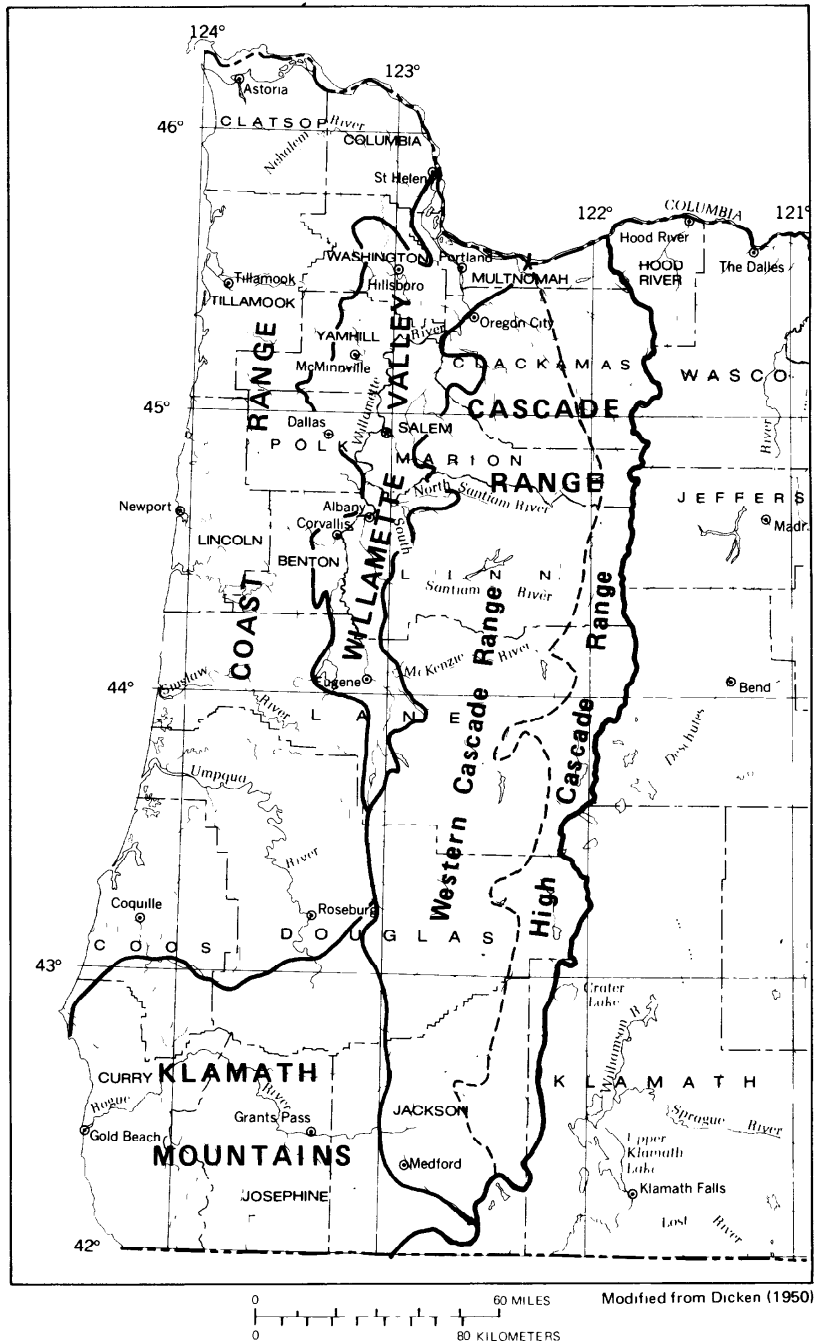 124°
123°
Astoria
46°
CLATSOP
River
Nehalem
COLUMBIA
St Helen
122°
COLUMBIA
121°
Hood River
WASHINGTON
Portland
HOOD RIVER
The Dalles
Tillamook
Hillsboro
MULTNOMAH
TILLAMOOK
Oregon City
YAMHILL
River
McMinnville
CLACKAMAS
WASCO
COAST RANGE
WILLAMETTE VALLEY
45°
CASCADE
RANGE
Willamette
Dallas
SALEM
River
POLK
MARION
North Santiam River
JEFFERS
Newport
Albany
Madr.
Corvallis
South
LINCOLN
BENTON
LINN
Santiam River
McKenzie River
Eugene
44°
Siuslaw
River
Bend
LANE
Deschutes
Western Cascade Range
High Cascade Range
Umpqua
River
Coquille
Roseburg
COOS
DOUGLAS
43°
Crater
Lake
Williamson R
CURRY
KLAMATH
MOUNTAINS
KLAMATH
Rogue
River
JACKSON
Gold Beach
Grants Pass
Sprague River
Upper
Klamath
Lake
Medford
JOSEPHINE
Klamath Falls
Lost River
42°
Modified from Dicken (1950)
0 60 MILES
0 80 KILOMETERS